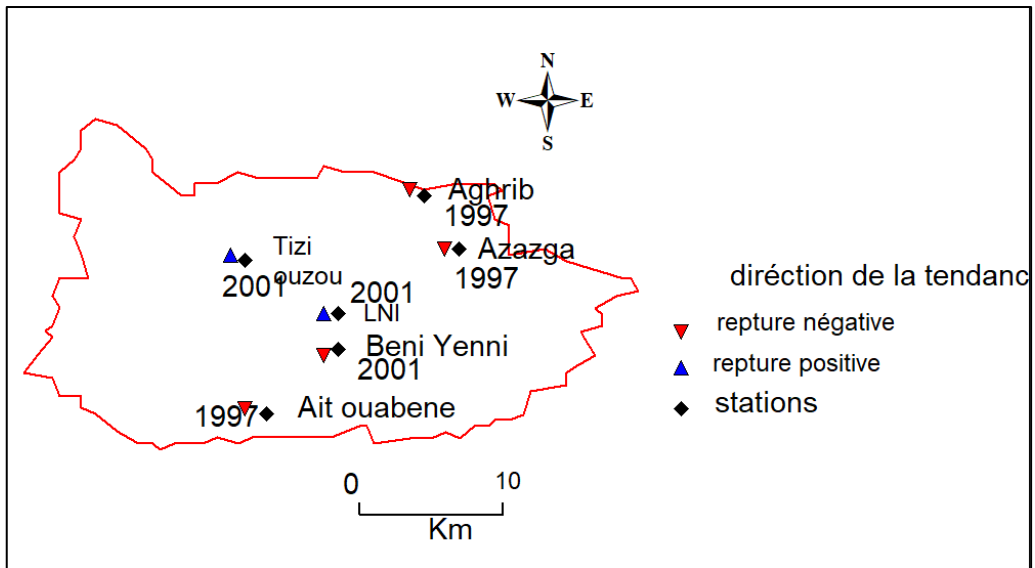 N
W E
S
Aghrib
1997
Azazga
1997
Tizi
ouzou
2001
2001
LNI
Beni Yenni
2001
Ait ouabene
1997
0 10
Km
diréction de la tendanc
repture négative
repture positive
stations